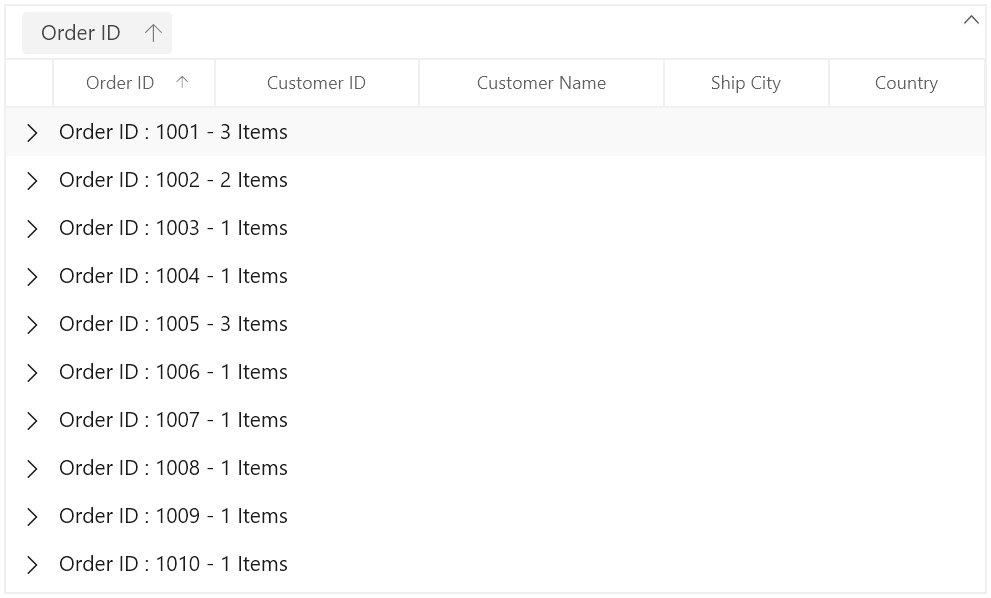 Order ID
Order ID Customer ID Customer Name Ship City Country
Order ID : 1001 - 3 Items
Order ID : 1002 - 2 Items
Order ID : 1003 - 1 Items
Order ID : 1004 - 1 Items
Order ID : 1005 - 3 Items
Order ID : 1006 - 1 Items
Order ID : 1007 - 1 Items
Order ID : 1008 - 1 Items
Order ID : 1009 - 1 Items
Order ID : 1010 - 1 Items